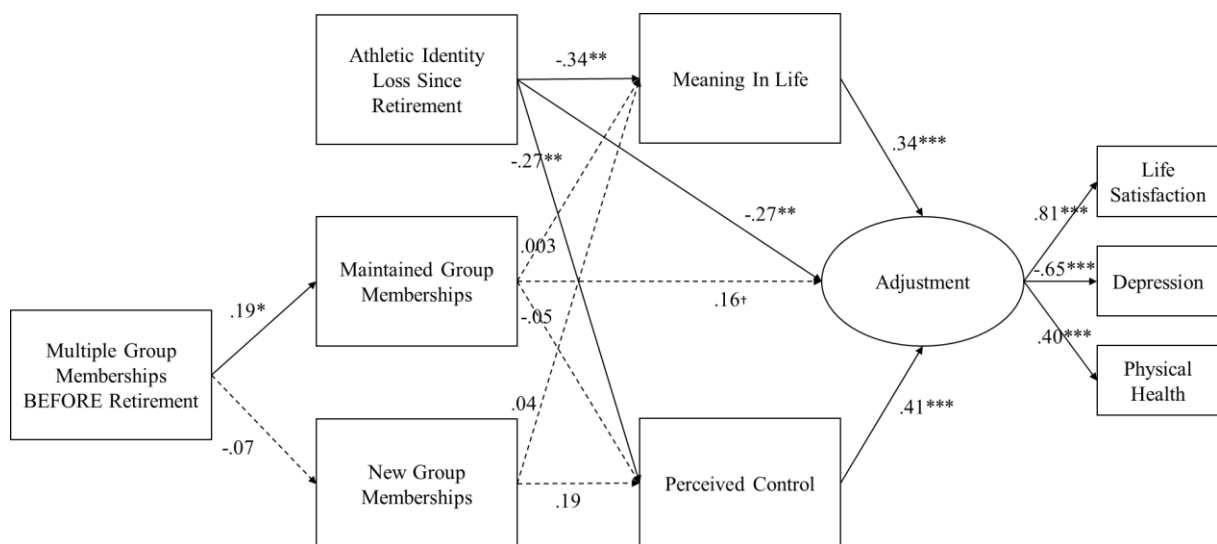 Athletic Identity
Loss Since
Retirement
-.34**
Meaning In Life
-.27**
.34***
Life
Satisfaction
-.27**
.81***
Maintained Group
Memberships
.003
.16†
Adjustment
-.65***
Depression
.19*
-.05
.40***
Multiple Group
Memberships
BEFORE Retirement
Physical
Health
-.07
.04
.41***
New Group
Memberships
.19
Perceived Control